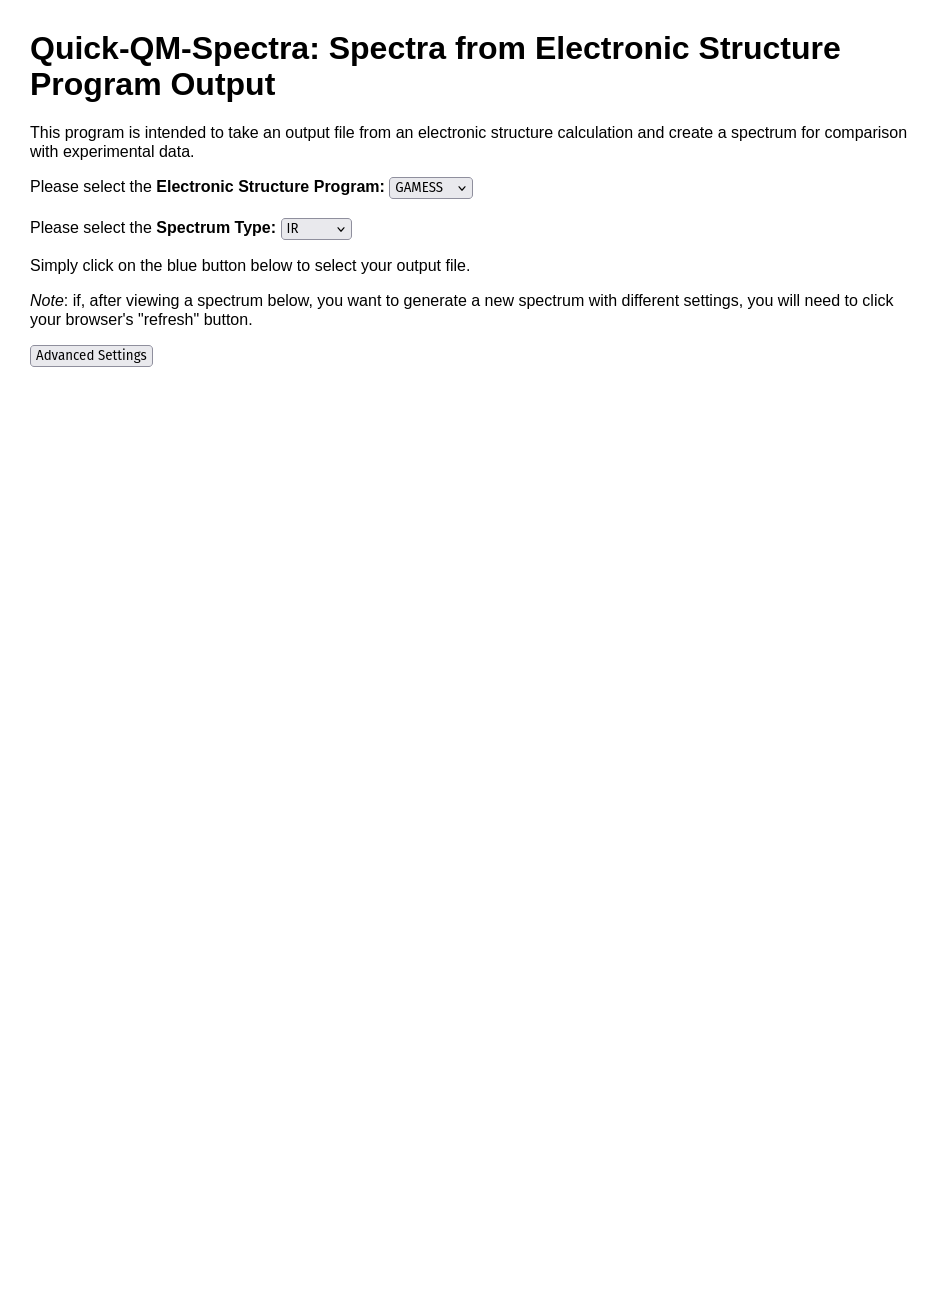 Quick-QM-Spectra: Spectra from Electronic Structure
Program Output
This program is intended to take an output file from an electronic structure calculation and create a spectrum for comparison
with experimental data.
Please select the Electronic Structure Program: GAMESS
Please select the Spectrum Type: IR
Simply click on the blue button below to select your output file.
Note: if, after viewing a spectrum below, you want to generate a new spectrum with different settings, you will need to click
your browser's "refresh" button.
Advanced Settings